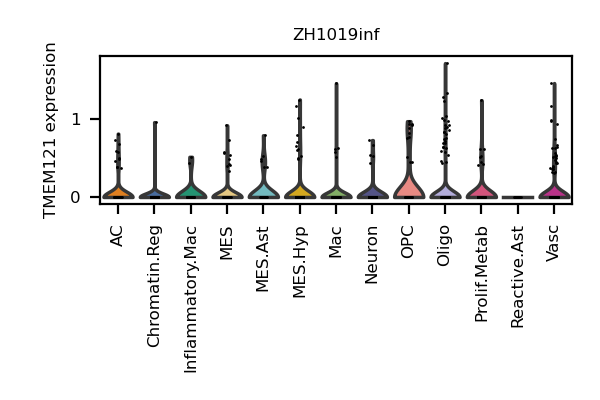 ZH1019inf
TMEM121 expression
1
0
AC
Chromatin.Reg
Inflammatory.Mac
MES
MES.Ast
MES.Hyp
Mac
Neuron
OPC
Oligo
Prolif.Metab
Reactive.Ast
Vasc